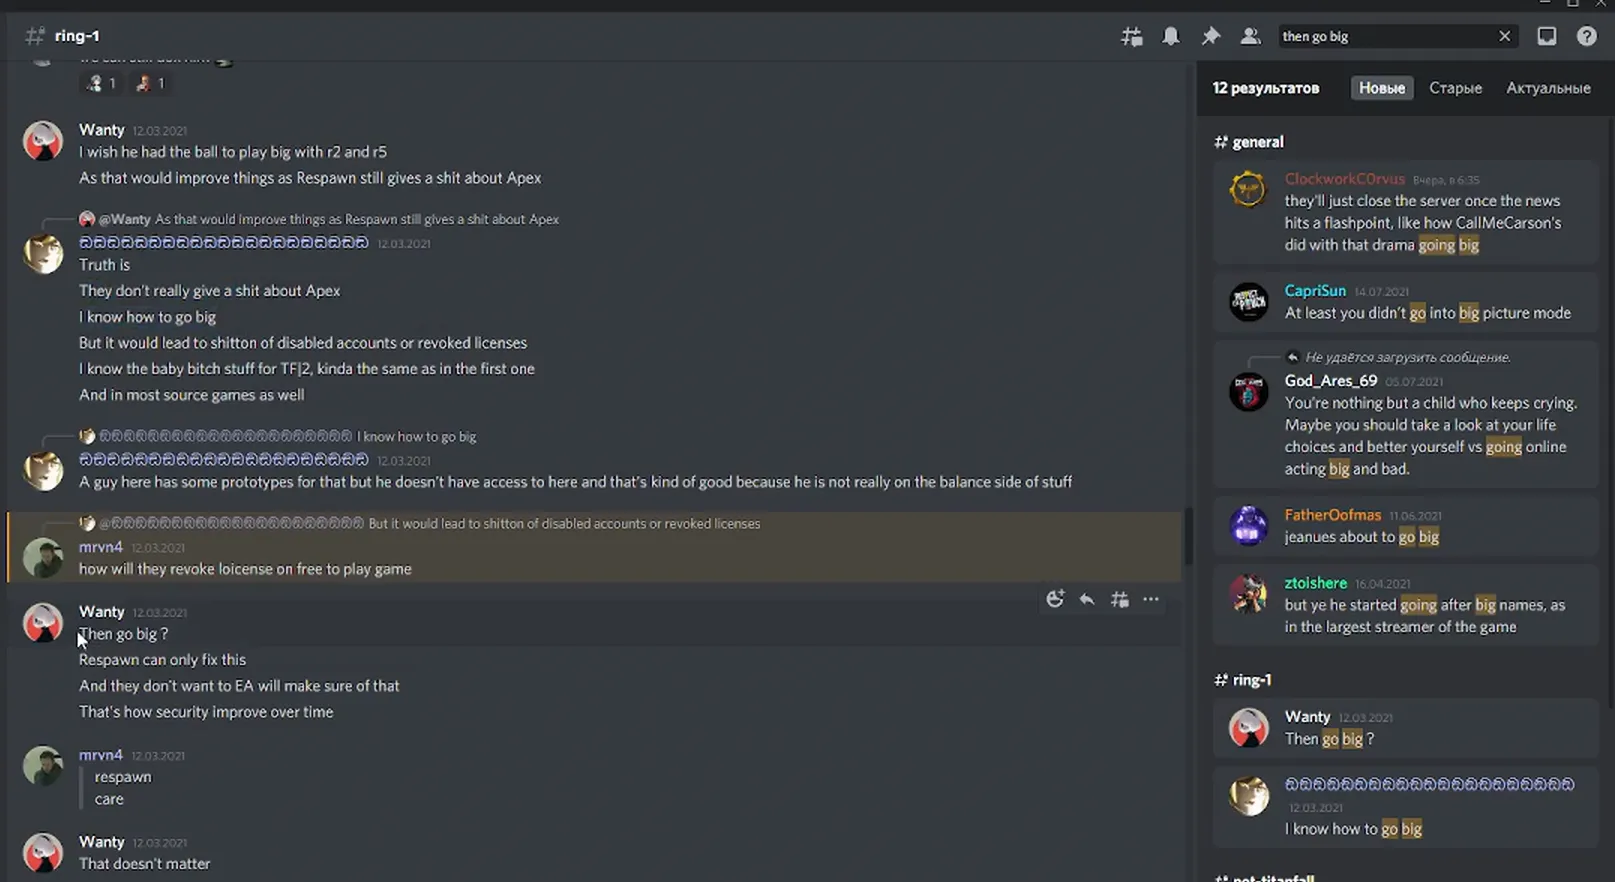 ring-1
then go big
1 1
Wanty 12.03.2021
I wish he had the ball to play big with r2 and r5
As that would improve things as Respawn still gives a shit about Apex
@Wanty As that would improve things as Respawn still gives a shit about Apex
12.03.2021
Truth is
They don't really give a shit about Apex
I know how to go big
But it would lead to shitton of disabled accounts or revoked licenses
I know the baby bitch stuff for TF|2, kinda the same as in the first one
And in most source games as well
I know how to go big
12.03.2021
A guy here has some prototypes for that but he doesn't have access to here and that's kind of good because he is not really on the balance side of stuff
But it would lead to shitton of disabled accounts or revoked licenses
mrvn4 12.03.2021
how will they revoke loicense on free to play game
Wanty 12.03.2021
Then go big ?
Respawn can only fix this
And they don't want to EA will make sure of that
That's how security improve over time
mrvn4 12.03.2021
respawn
care
Wanty 12.03.2021
That doesn't matter
12 результатов Новые Старые Актуальные
general
ClockworkC0rvus Вчера, в 6:35
they'll just close the server once the news
hits a flashpoint, like how CallMeCarson's
did with that drama going big
CapriSun 14.07.2021
At least you didn't go into big picture mode
Не удаётся загрузить сообщение.
God_Ares_69 05.07.2021
You're nothing but a child who keeps crying.
Maybe you should take a look at your life
choices and better yourself vs going online
acting big and bad.
FatherOofmas 11.06.2021
jeanues about to go big
ztoishere 16.04.2021
but ye he started going after big names, as
in the largest streamer of the game
ring-1
Wanty 12.03.2021
Then go big ?
12.03.2021
I know how to go big